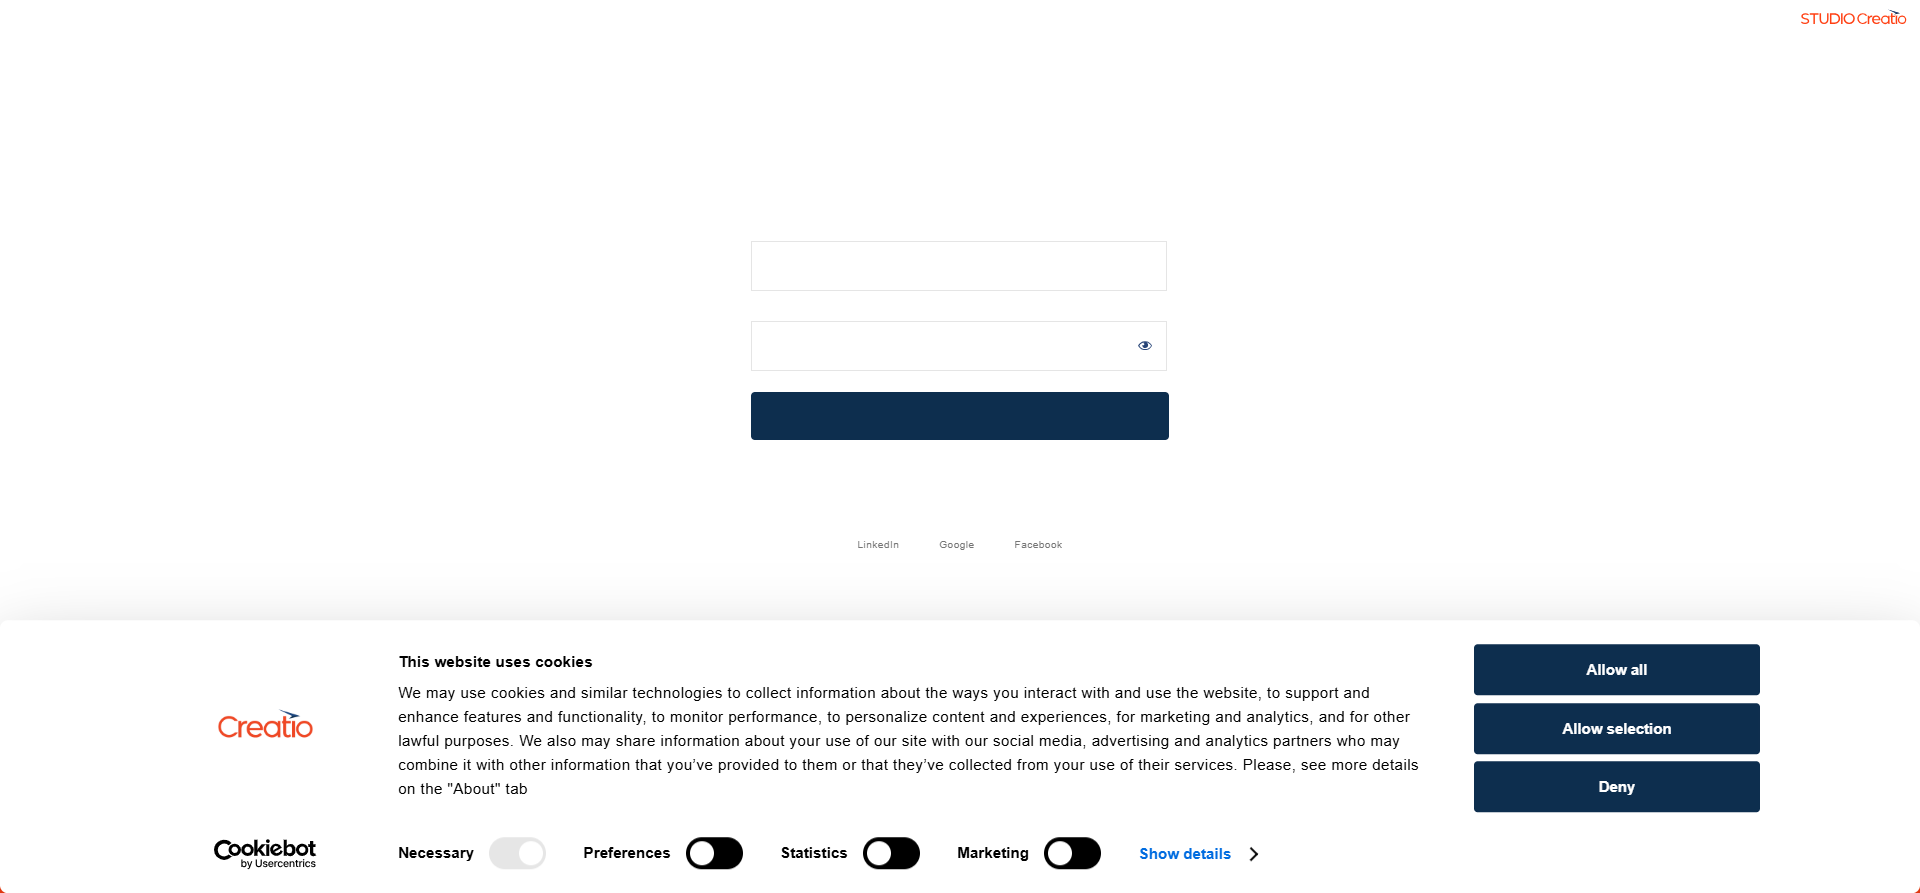 STUDIO Creatio
LinkedIn
Google
Facebook
This website uses cookies
We may use cookies and similar technologies to collect information about the ways you interact with and use the website, to support and
enhance features and functionality, to monitor performance, to personalize content and experiences, for marketing and analytics, and for other
lawful purposes. We also may share information about your use of our site with our social media, advertising and analytics partners who may
combine it with other information that you’ve provided to them or that they’ve collected from your use of their services. Please, see more details
on the "About" tab
Allow all
Allow selection
Deny
Creatio
Cookiebot
by Usercentrics
Necessary
Preferences
Statistics
Marketing
Show details